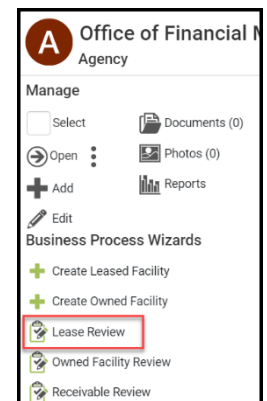 A
Office of Financial
Agency
Manage
Select Documents (0)
Open Photos (0)
Add Reports
Edit
Business Process Wizards
Create Leased Facility
Create Owned Facility
Lease Review
Owned Facility Review
Receivable Review